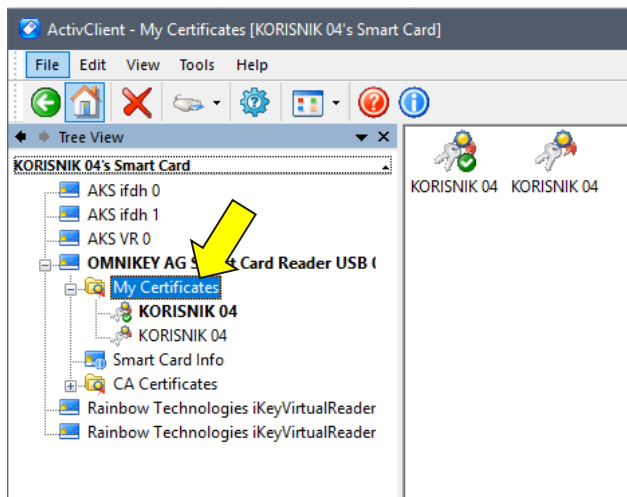 ActivClient - My Certificates [KORISNIK 04's Smart Card]
File Edit View Tools Help
Tree View
KORISNIK 04's Smart Card
AKS ifdh 0
AKS ifdh 1
AKS VR 0
OMNIKEY AG S t Card Reader USB (
My Certificates
KORISNIK 04
KORISNIK 04
Smart Card Info
CA Certificates
Rainbow Technologies iKeyVirtualReader
Rainbow Technologies iKeyVirtualReader
KORISNIK 04 KORISNIK 04